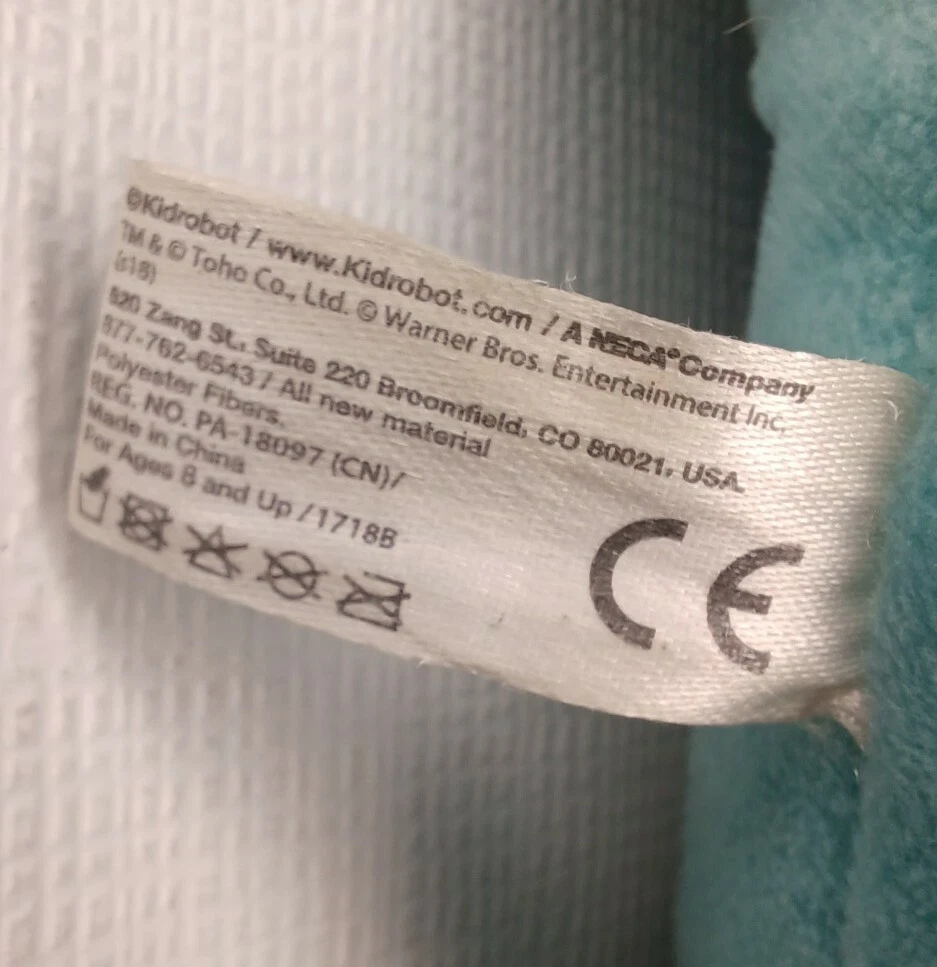 ©Kidrobot / www.Kidrobot.com / A NECA® Company
TM & © Toho Co., Ltd. © Warner Bros. Entertainment Inc.
(s18)
620 Zang St., Suite 220 Broomfield, CO 80021, USA
877-762-6543 / All new material
Polyester Fibers.
REG. NO. PA-18097 (CN)/
Made in China
For Ages 8 and Up / 1718B
CE